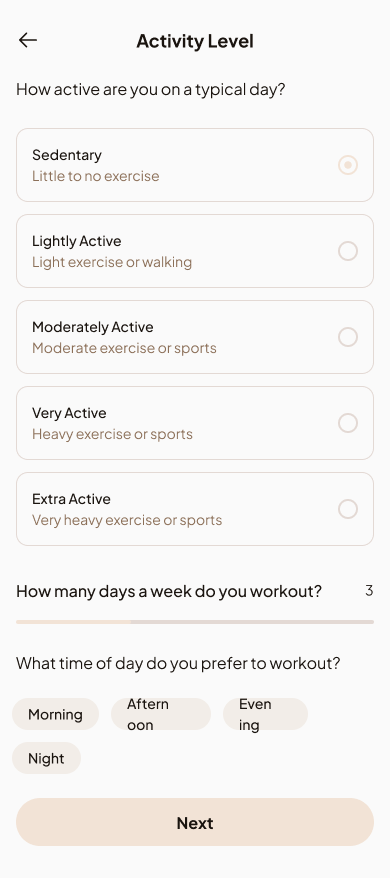 Activity Level
How active are you on a typical day?
Sedentary
Little to no exercise
Lightly Active
Light exercise or walking
Moderately Active
Moderate exercise or sports
Very Active
Heavy exercise or sports
Extra Active
Very heavy exercise or sports
How many days a week do you workout? 3
What time of day do you prefer to workout?
Morning
Aftern
oon
Even
ing
Night
Next